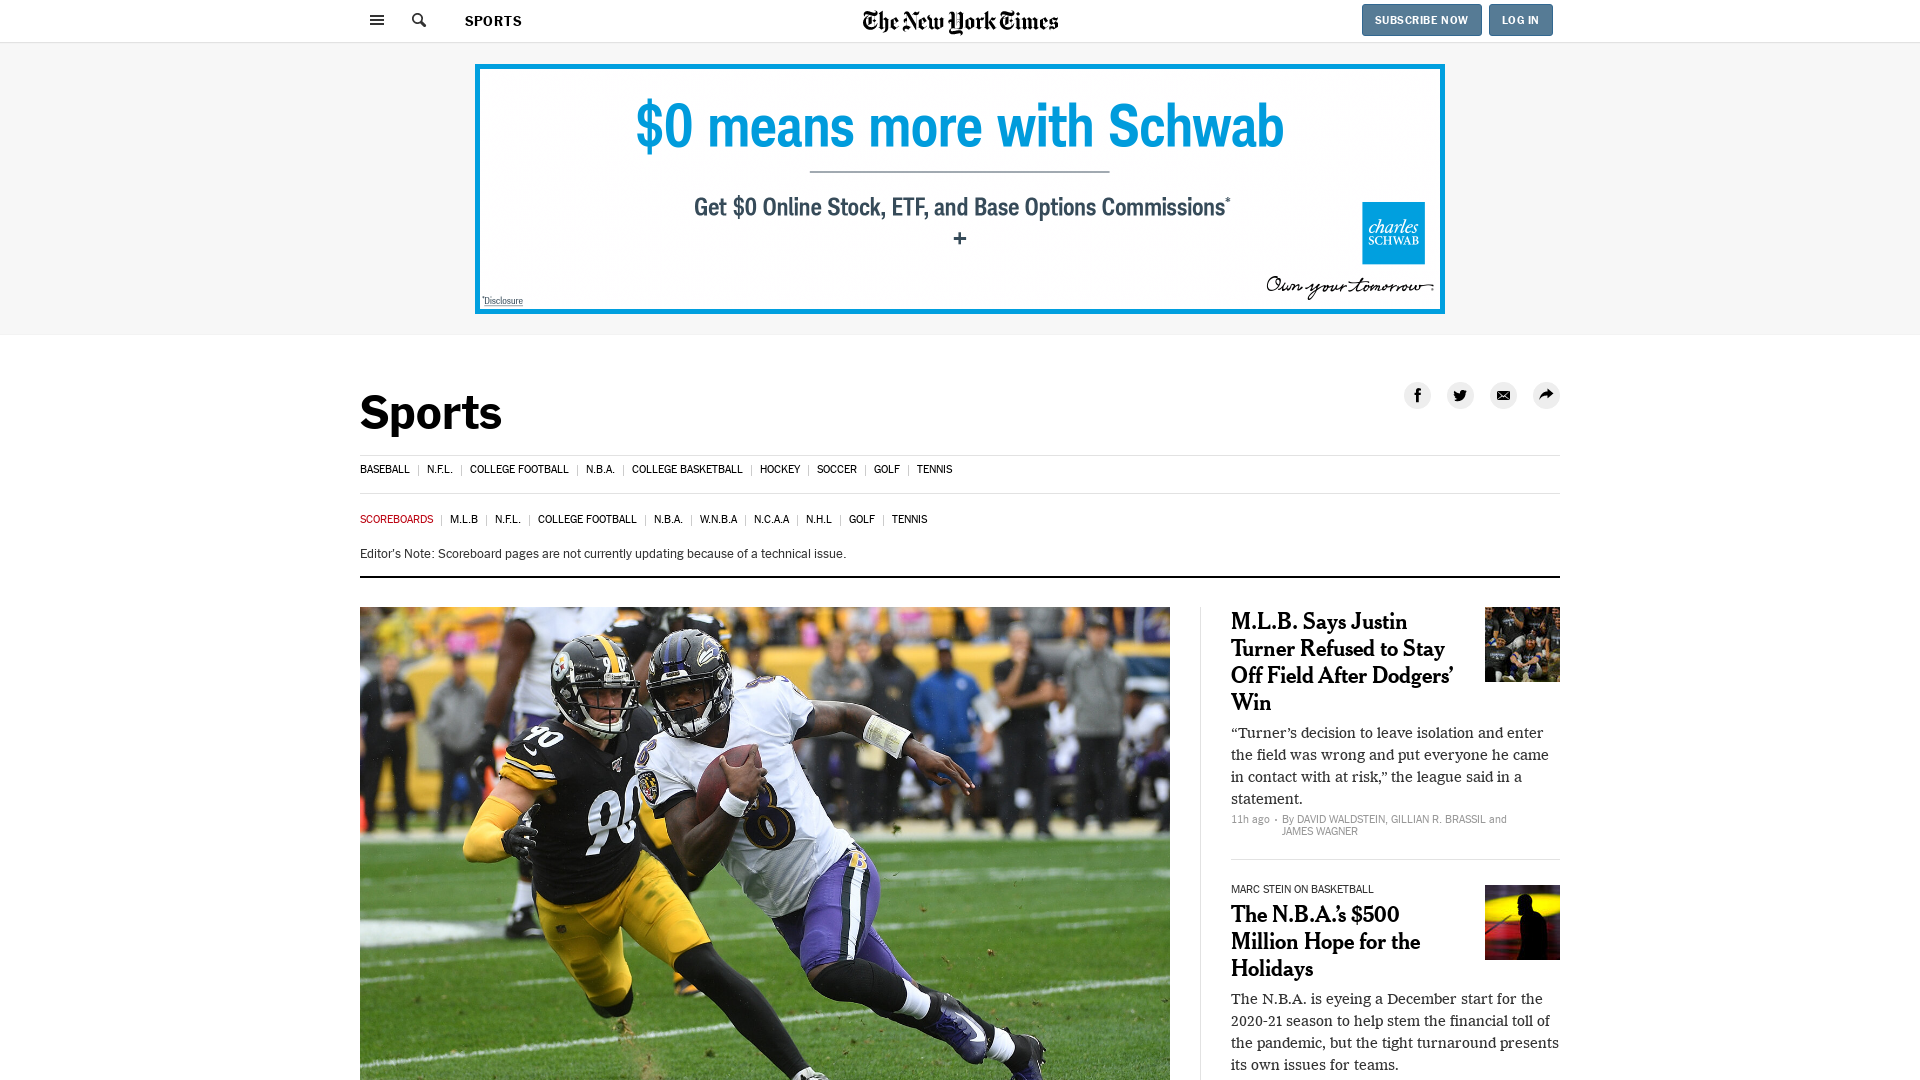 SPORTS
The New York Times
SUBSCRIBE NOW
LOG IN
$0 means more with Schwab
Get $0 Online Stock, ETF, and Base Options Commissions*
+
charles
SCHWAB
Own your tomorrow.
*Disclosure
Sports
BASEBALL | N.F.L. | COLLEGE FOOTBALL | N.B.A. | COLLEGE BASKETBALL | HOCKEY | SOCCER | GOLF | TENNIS
SCOREBOARDS | M.L.B | N.F.L. | COLLEGE FOOTBALL | N.B.A. | W.N.B.A | N.C.A.A | N.H.L | GOLF | TENNIS
Editor's Note: Scoreboard pages are not currently updating because of a technical issue.
90
90
8
B
M.L.B. Says Justin
Turner Refused to Stay
Off Field After Dodgers’
Win
“Turner’s decision to leave isolation and enter
the field was wrong and put everyone he came
in contact with at risk,” the league said in a
statement.
11h ago • By DAVID WALDSTEIN, GILLIAN R. BRASSIL and
JAMES WAGNER
MARC STEIN ON BASKETBALL
The N.B.A.’s $500
Million Hope for the
Holidays
The N.B.A. is eyeing a December start for the
2020-21 season to help stem the financial toll of
the pandemic, but the tight turnaround presents
its own issues for teams.